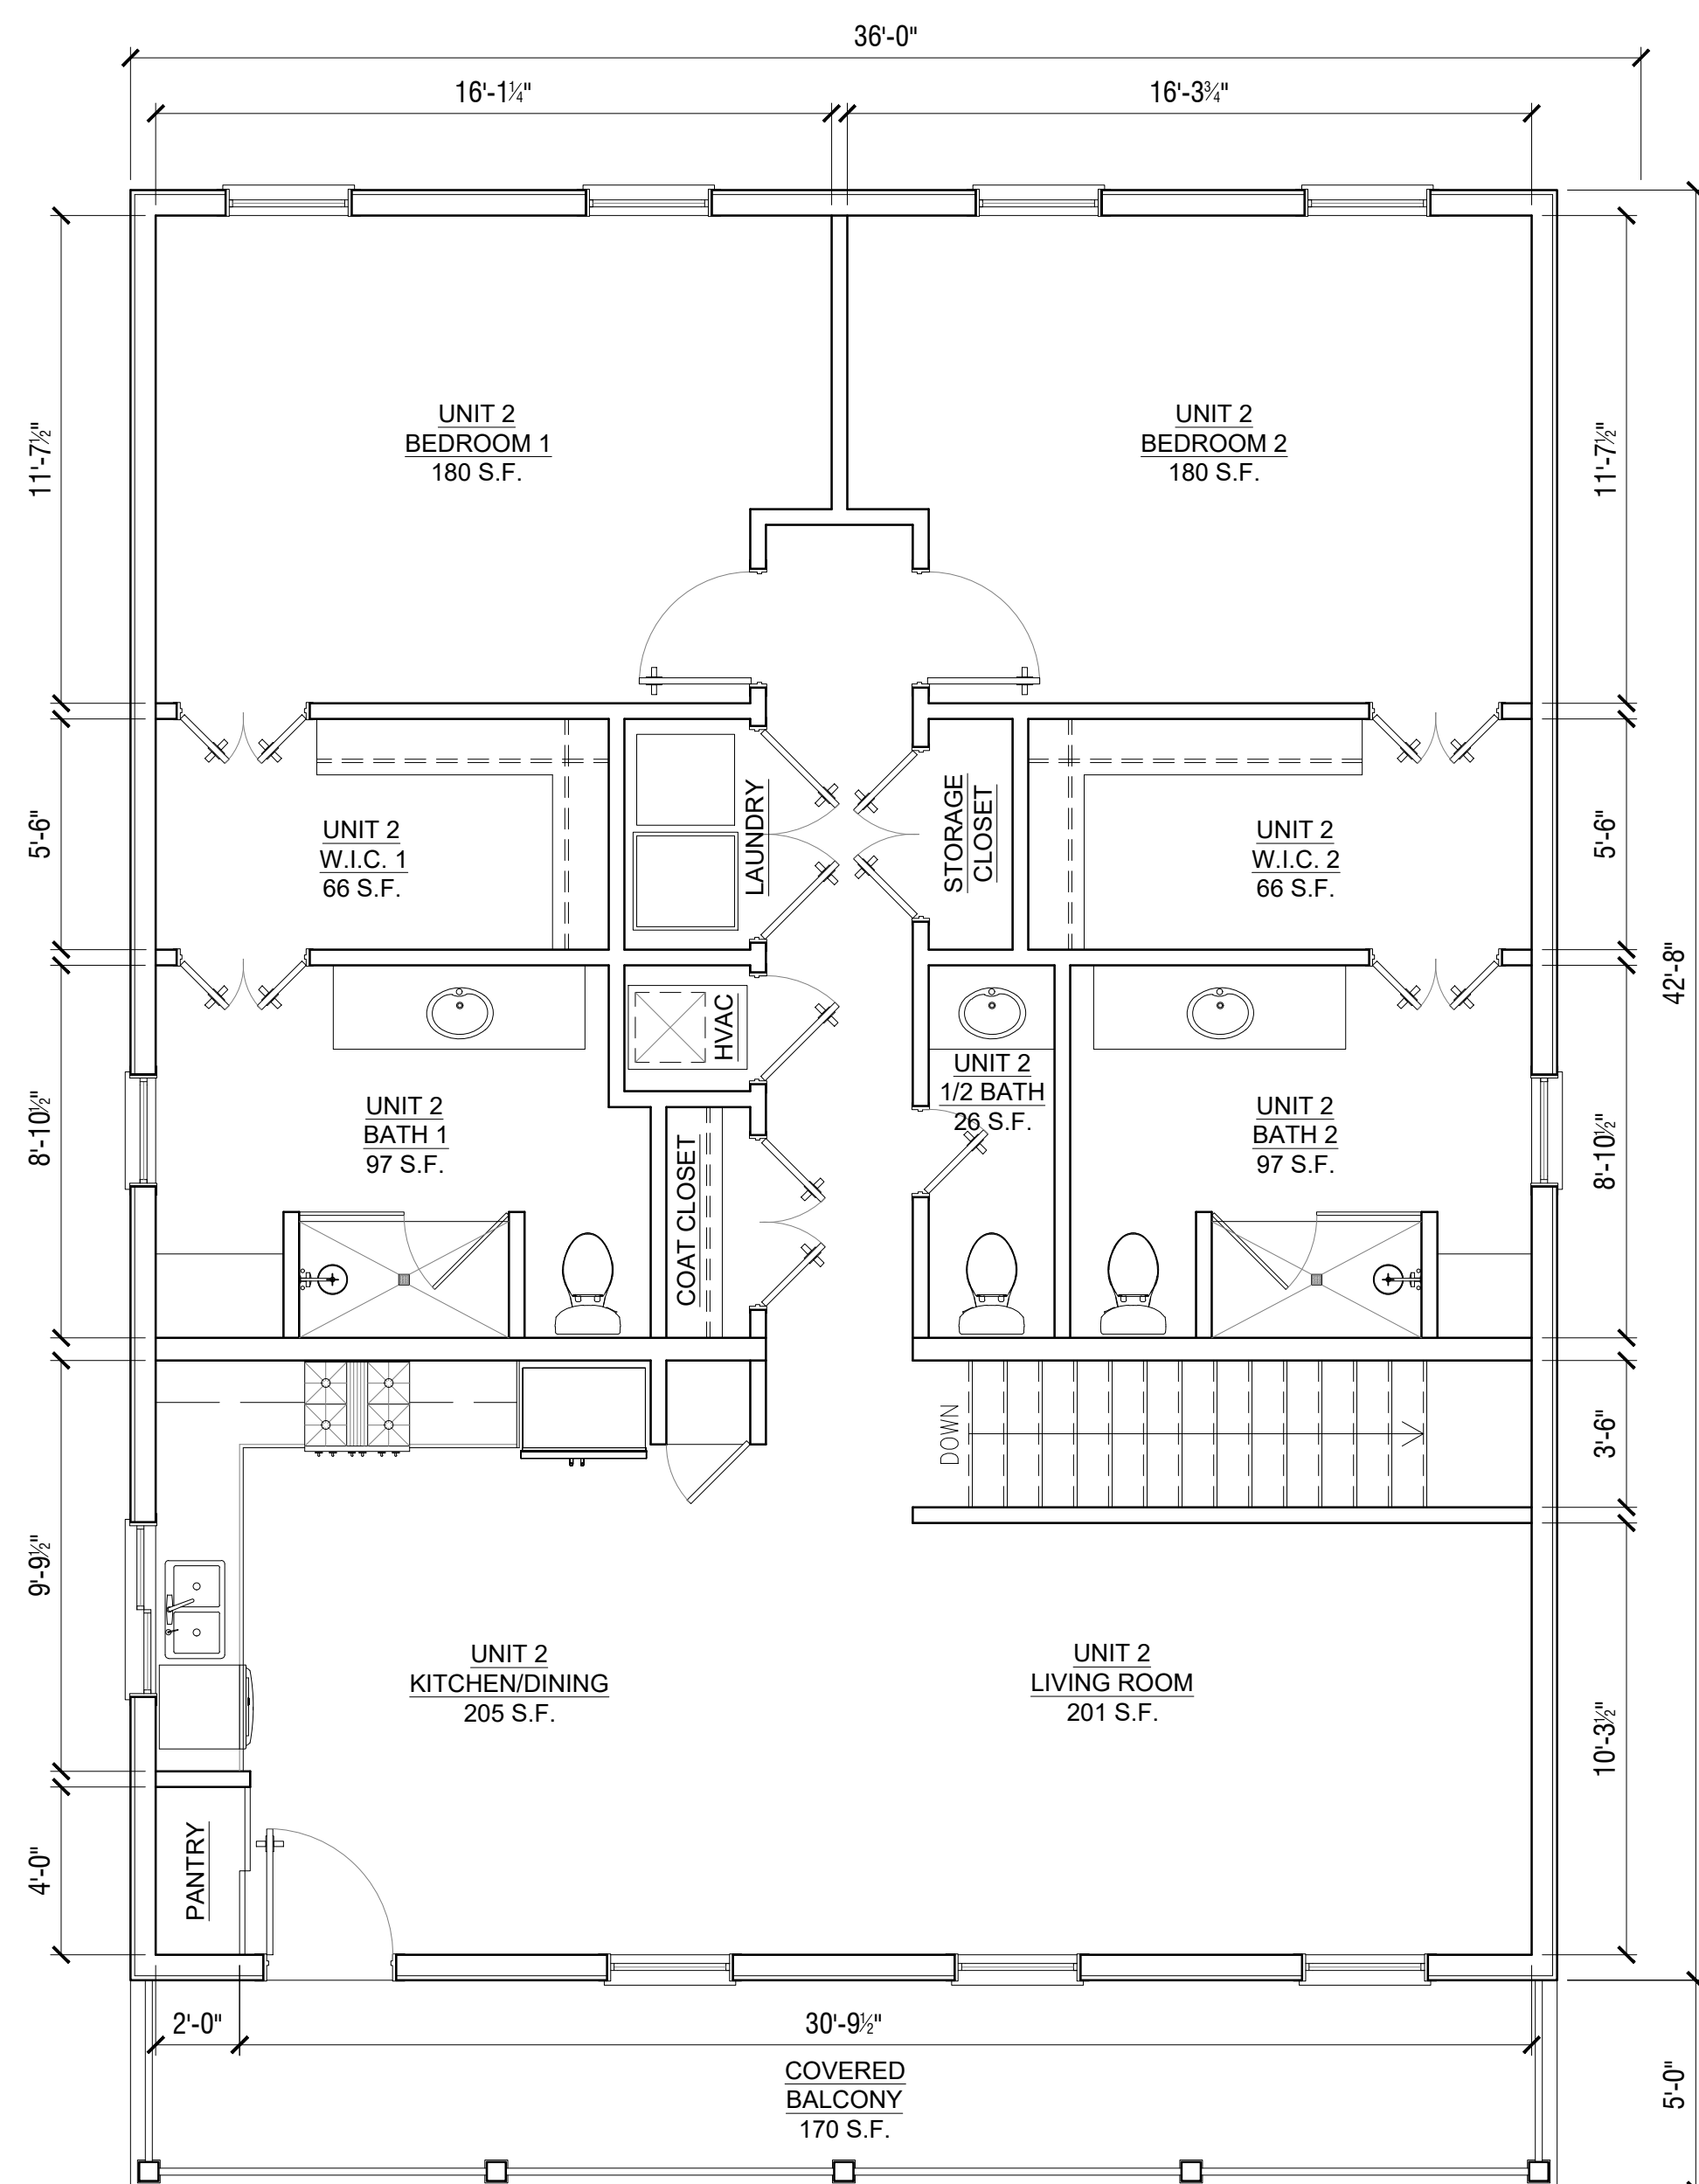 36'-0"
16'-1¼"
16'-3¾"
11'-7½"
UNIT 2
BEDROOM 1
180 S.F.
UNIT 2
BEDROOM 2
180 S.F.
11'-7½"
5'-6"
UNIT 2
W.I.C. 1
66 S.F.
LAUNDRY
STORAGE
CLOSET
UNIT 2
W.I.C. 2
66 S.F.
5'-6"
42'-8"
8'-10½"
UNIT 2
BATH 1
97 S.F.
HVAC
COAT CLOSET
UNIT 2
1/2 BATH
26 S.F.
UNIT 2
BATH 2
97 S.F.
8'-10½"
DOWN
3'-6"
9'-9½"
UNIT 2
KITCHEN/DINING
205 S.F.
UNIT 2
LIVING ROOM
201 S.F.
10'-3½"
4'-0"
PANTRY
2'-0"
30'-9½"
COVERED
BALCONY
170 S.F.
5'-0"